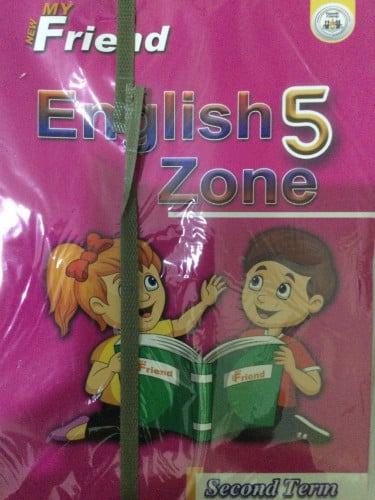 NEW MY
Friend
English 5
Zone
Friend
Friend
Second Term